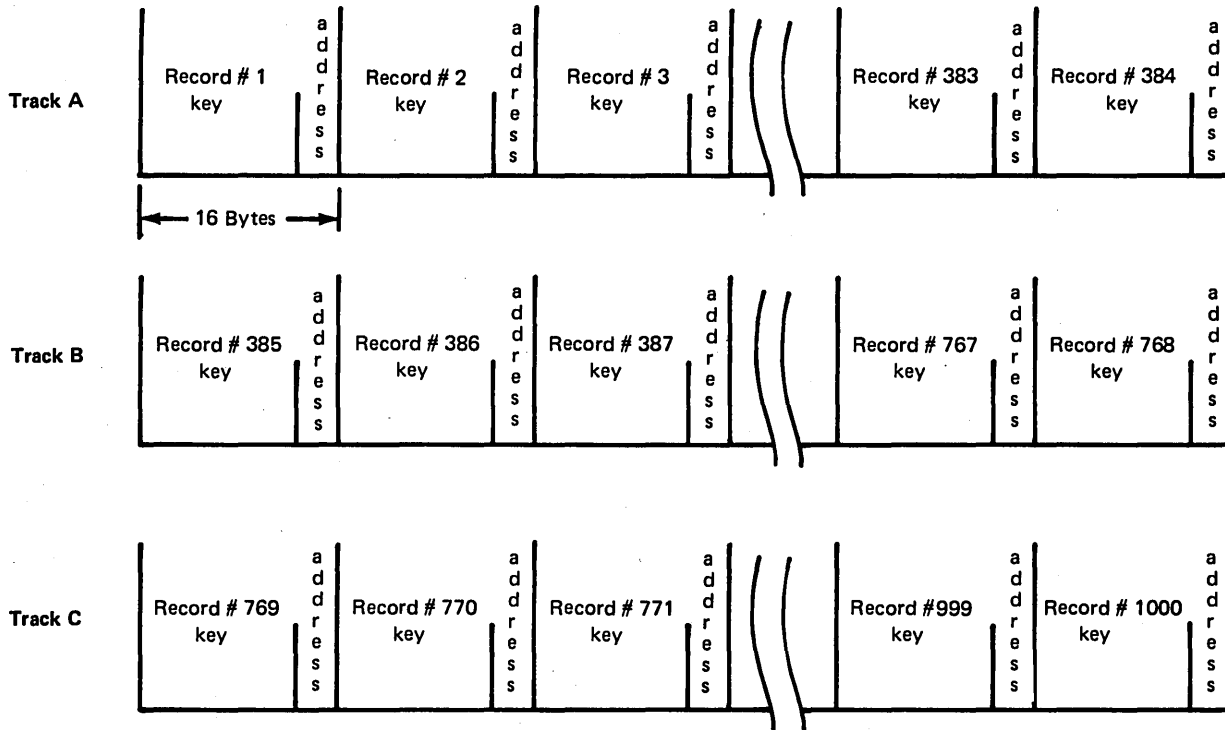 Track A
Record # 1
key
address
Record # 2
key
address
Record # 3
key
address
Record # 383
key
address
Record # 384
key
address
16 Bytes
Track B
Record # 385
key
address
Record # 386
key
address
Record # 387
key
address
Record # 767
key
address
Record # 768
key
address
Track C
Record # 769
key
address
Record # 770
key
address
Record # 771
key
address
Record #999
key
address
Record # 1000
key
address